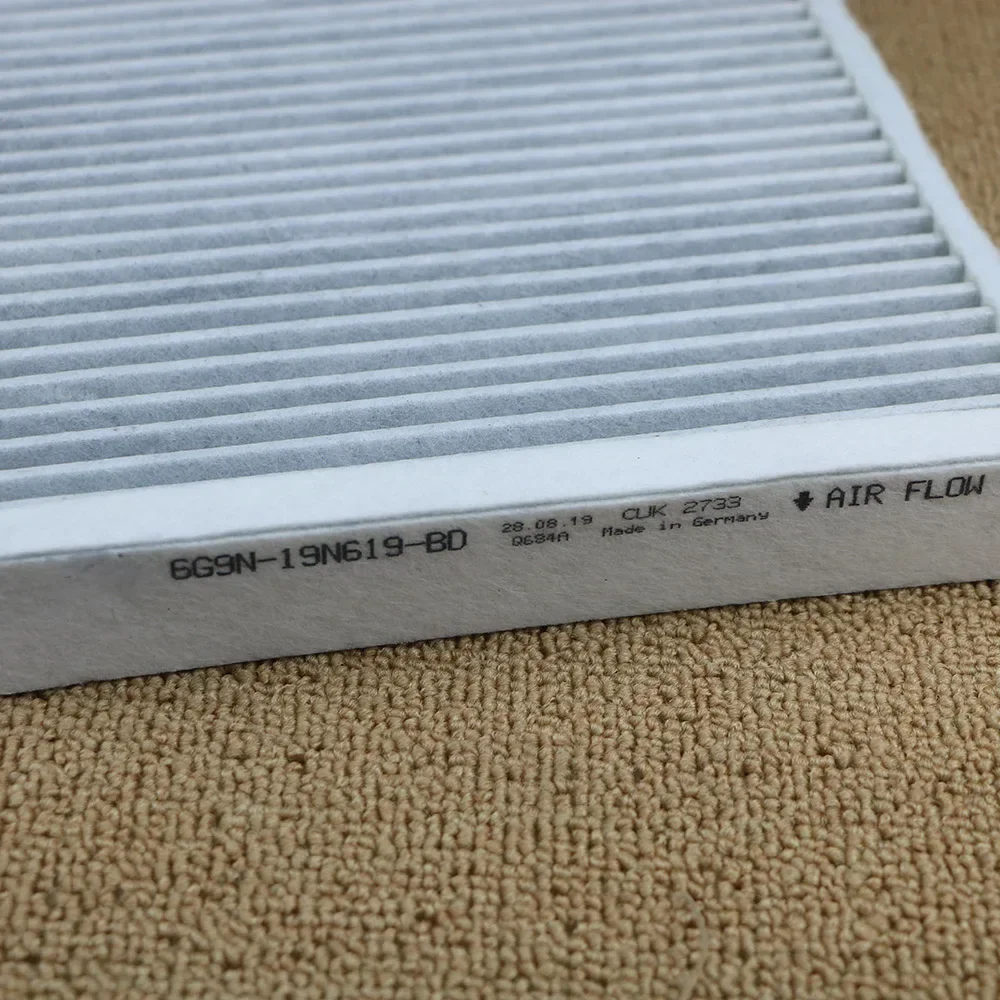 6G9N-19N619-BD
28.08.19 CUK 2733
Q684A Made in Germany
AIR FLOW